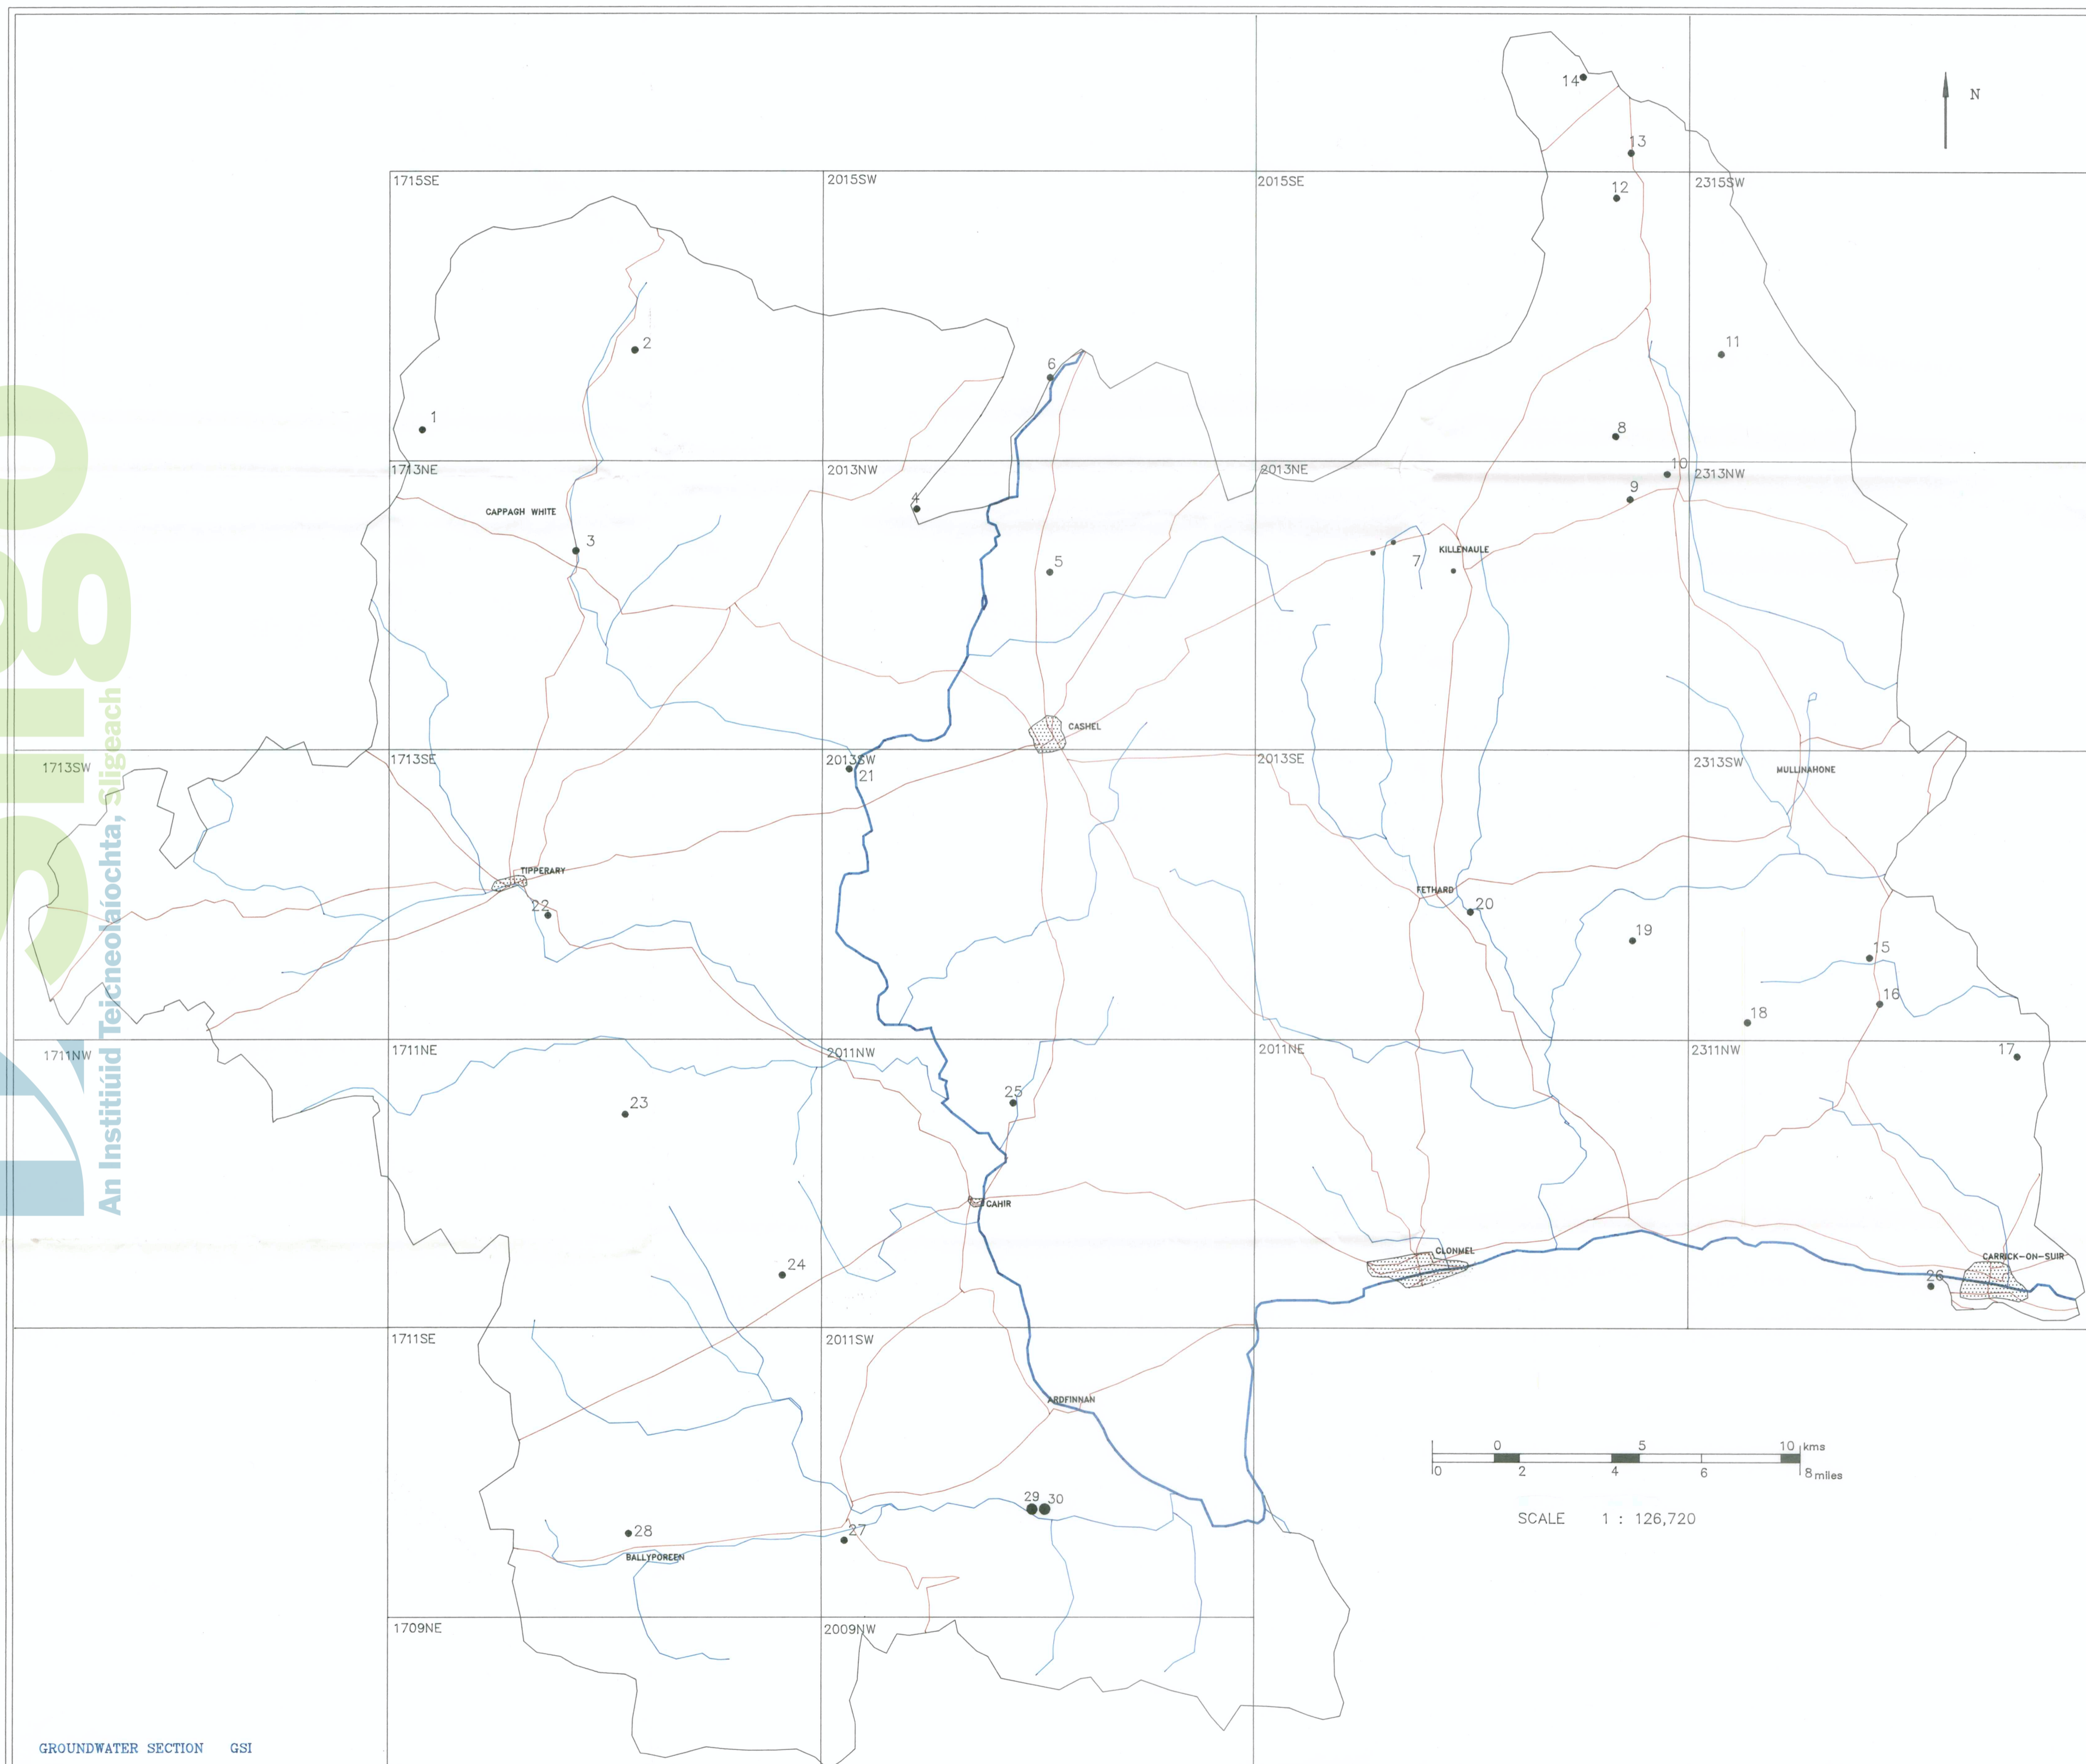 14
N
13
1715SE
2015SW
2015SE
2315SW
12
2
11
6
1
8
1713NE
2013NW
2013NE
10
2313NW
4
9
CAPPAGH WHITE
3
5
7
KILLENAULE
CASHEL
1713SW
1713SE
2013SW
2013SE
2313SW
21
MULLINAHONE
TIPPERARY
22
FETHARD
20
19
15
16
18
1711NW
1711NE
2011NW
2011NE
2311NW
17
23
25
CAHIR
24
CLONMEL
CARRICK-ON-SUIR
26
1711SE
2011SW
ARDFINNAN
0 5 10 kms
0 2 4 6 8 miles
SCALE 1 : 126,720
29 30
28
27
BALLYPOREEN
1709NE
2009NW
GROUNDWATER SECTION GSI
Sligo
An Institiúid Teicneolaíochta, Sligeach